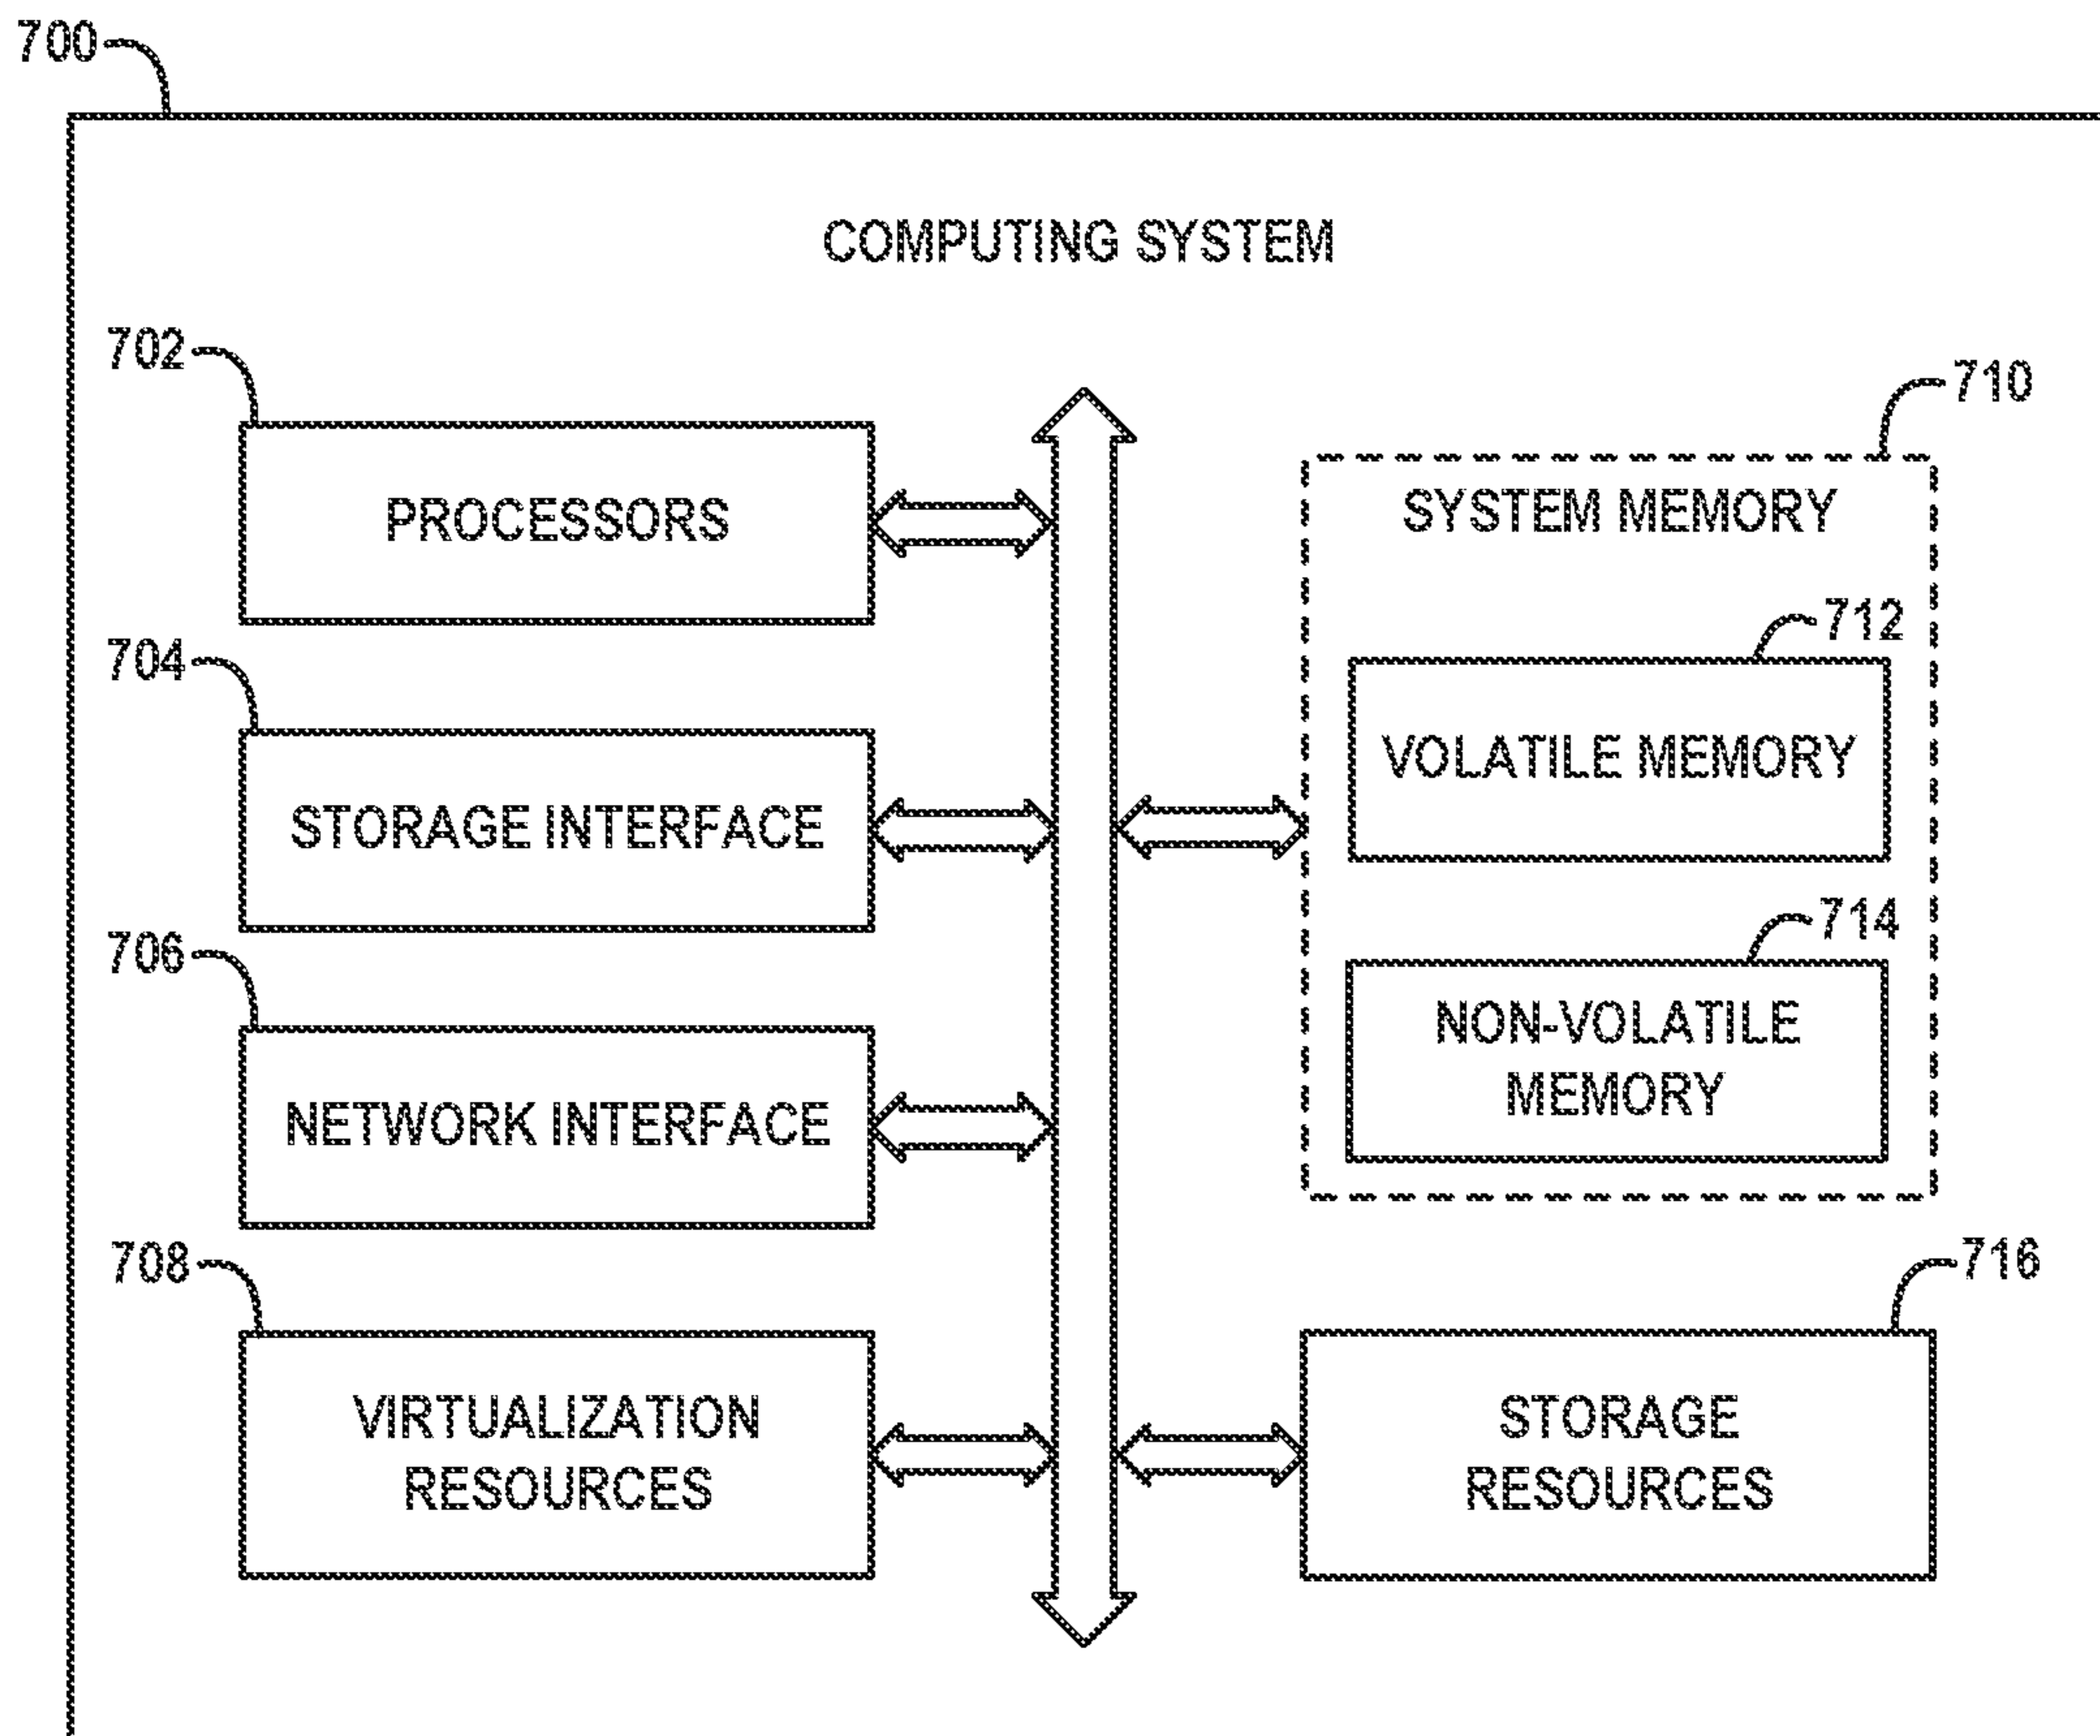 700
COMPUTING SYSTEM
702
PROCESSORS
704
STORAGE INTERFACE
706
NETWORK INTERFACE
708
VIRTUALIZATION
RESOURCES
710
SYSTEM MEMORY
712
VOLATILE MEMORY
714
NON-VOLATILE
MEMORY
716
STORAGE
RESOURCES